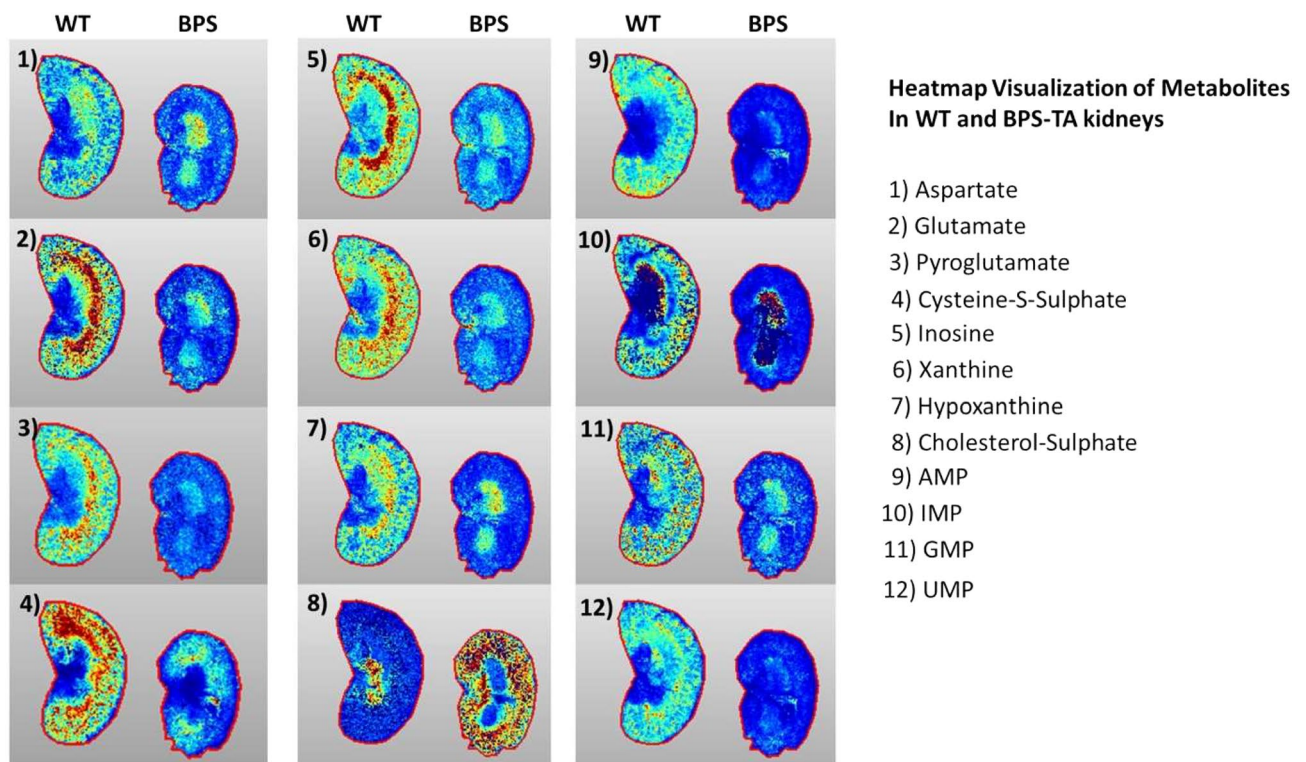 WT BPS WT BPS WT BPS
1) 5) 9)
2) 6) 10)
3) 7) 11)
4) 8) 12)
Heatmap Visualization of Metabolites
In WT and BPS-TA kidneys
1) Aspartate
2) Glutamate
3) Pyroglutamate
4) Cysteine-S-Sulphate
5) Inosine
6) Xanthine
7) Hypoxanthine
8) Cholesterol-Sulphate
9) AMP
10) IMP
11) GMP
12) UMP